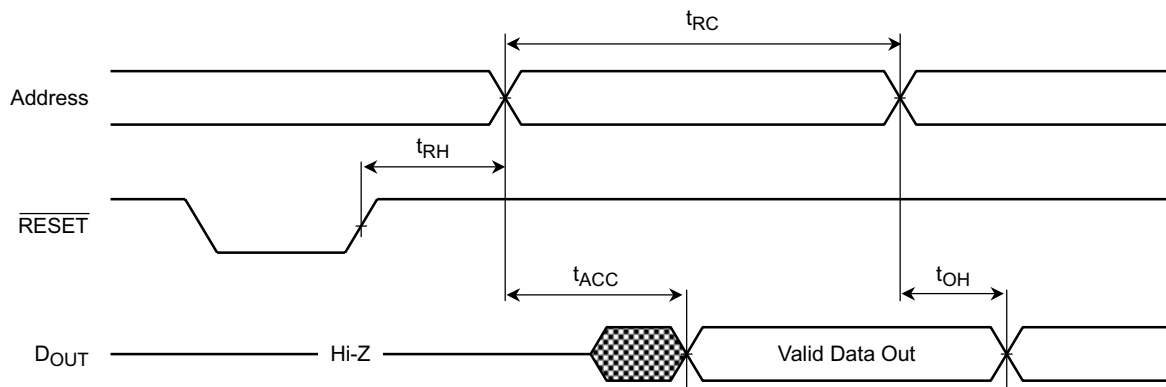 tRC
Address
tRH
RESET
tACC
tOH
DOUT
Hi-Z
Valid Data Out